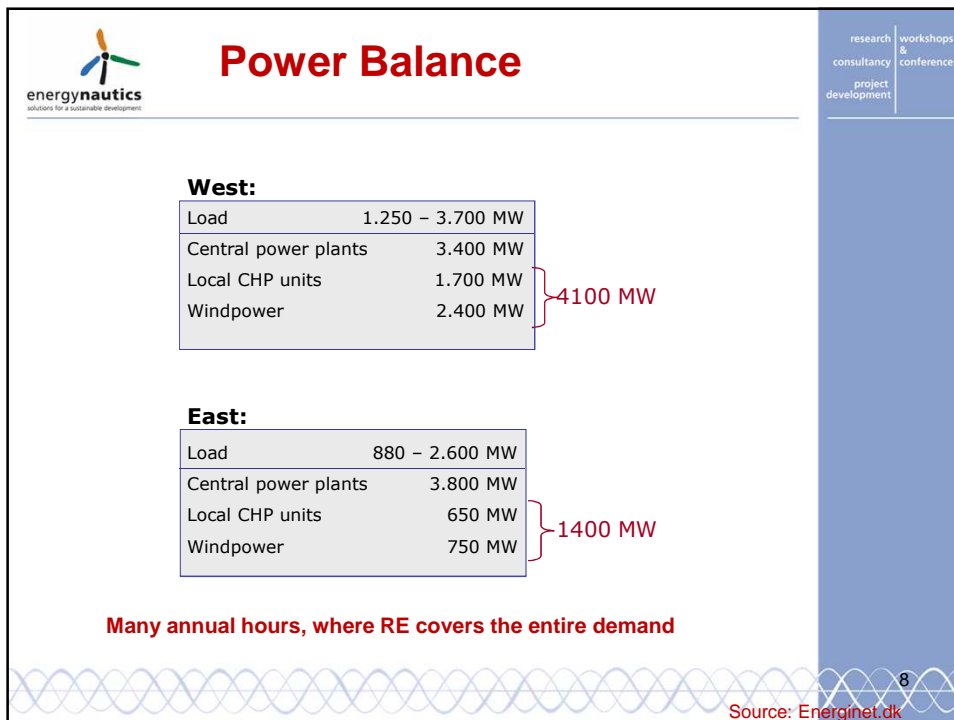 energynautics
solutions for a sustainable development
Power Balance
research | workshops
&
consultancy | conference
project
development
West:
Load 1.250 – 3.700 MW
Central power plants 3.400 MW
Local CHP units 1.700 MW
Windpower 2.400 MW
4100 MW
East:
Load 880 – 2.600 MW
Central power plants 3.800 MW
Local CHP units 650 MW
Windpower 750 MW
1400 MW
Many annual hours, where RE covers the entire demand
8
Source: Energinet.dk